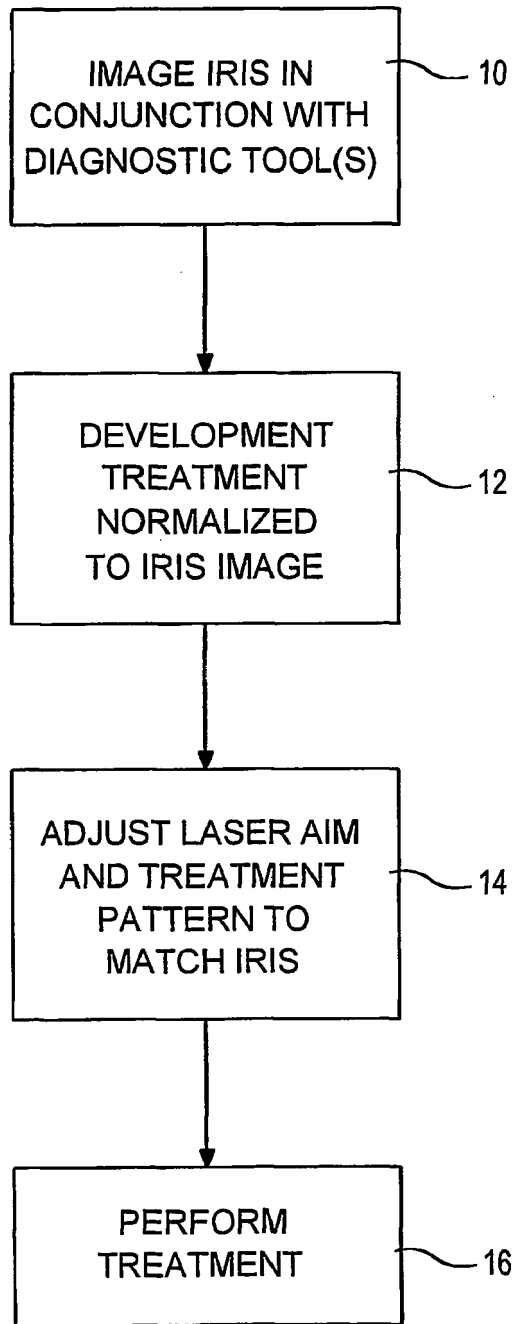 IMAGE IRIS IN
CONJUNCTION WITH
DIAGNOSTIC TOOL(S)
10
DEVELOPMENT
TREATMENT
NORMALIZED
TO IRIS IMAGE
12
ADJUST LASER AIM
AND TREATMENT
PATTERN TO
MATCH IRIS
14
PERFORM
TREATMENT
16